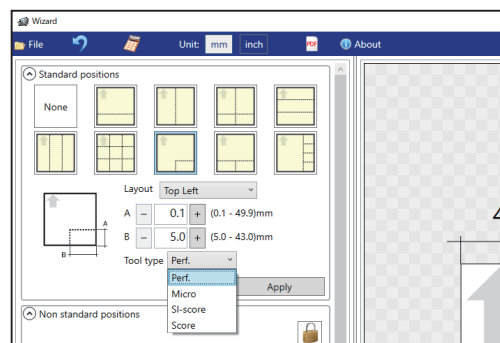 Wizard
File Unit: mm inch PDF About
Standard positions
None
Layout Top Left
A − 0.1 + (0.1 - 49.9)mm
B − 5.0 + (5.0 - 43.0)mm
A
B
Tool type Perf.
Perf.
Micro
SI-score
Score
Apply
Non standard positions